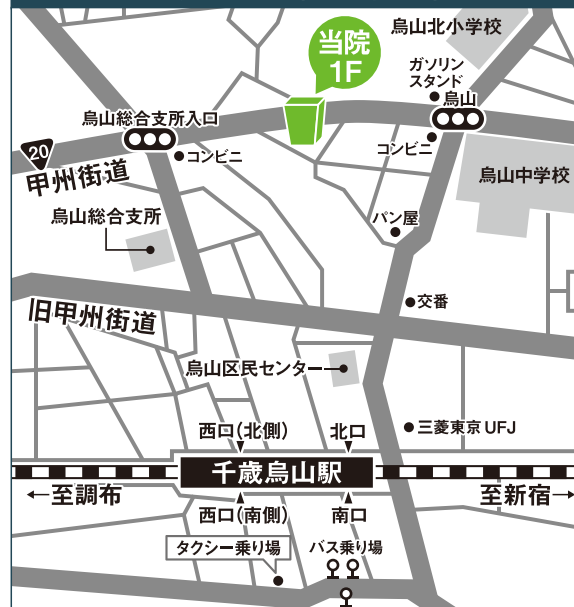 当院
1F
烏山北小学校
ガソリン
スタンド
烏山
烏山総合支所入口
20
コンビニ
コンビニ
甲州街道
烏山中学校
烏山総合支所
パン屋
旧甲州街道
交番
烏山区民センター
三菱東京UFJ
西口(北側)
北口
千歳烏山駅
←至調布
至新宿→
西口(南側)
南口
タクシー乗り場
バス乗り場